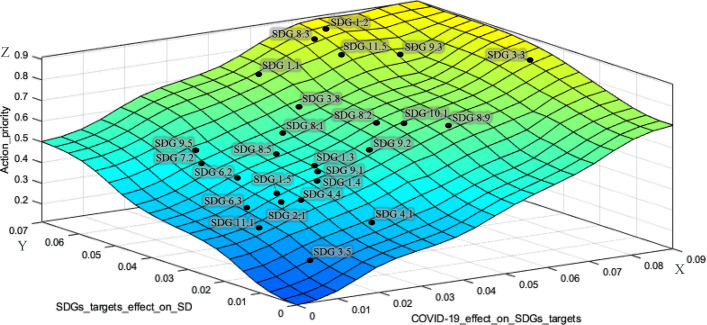 Z
0.9
0.8
0.7
0.6
0.5
0.4
0.3
0.2
Action_priority
SDG 1.2
SDG 8.3
SDG 11.5
SDG 9.3
SDG 3.3
SDG 1.1
SDG 3.8
SDG 8.2
SDG 10.1
SDG 8.9
SDG 8.1
SDG 9.5
SDG 7.2
SDG 8.5
SDG 9.2
SDG 6.2
SDG 1.3
SDG 9.1
SDG 1.5
SDG 1.4
SDG 6.3
SDG 4.4
SDG 2.1
SDG 11.1
SDG 4.1
SDG 3.5
0.07
Y
0.06
0.05
0.04
0.03
0.02
0.01
0
SDGs_targets_effect_on_SD
0
0.01
0.02
0.03
0.04
0.05
0.06
0.07
0.08
0.09
X
COVID-19_effect_on_SDGs_targets